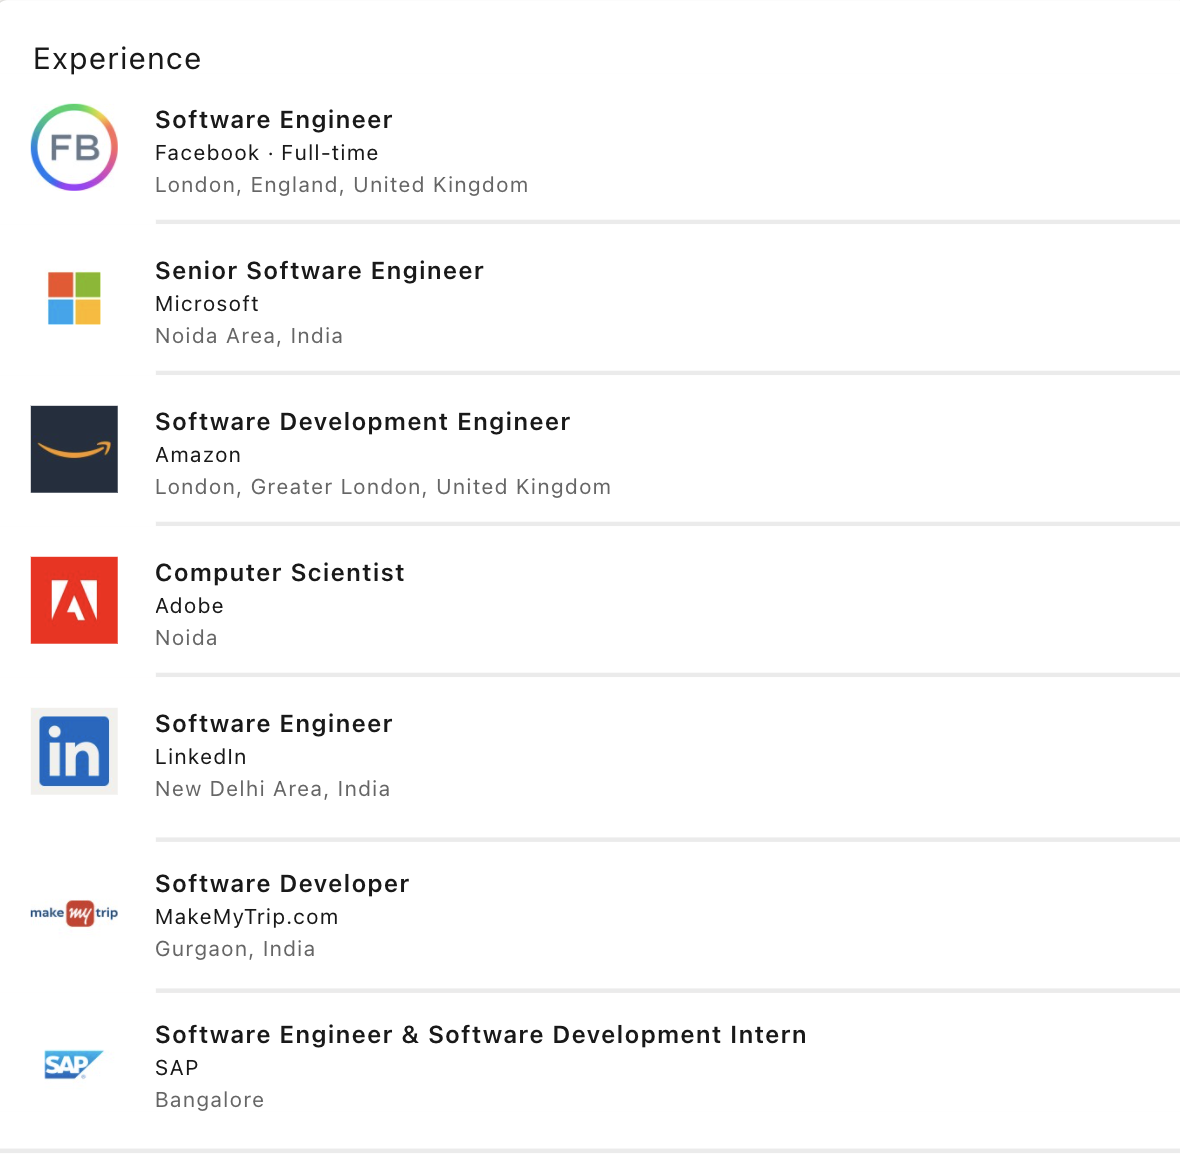 Experience
FB
Software Engineer
Facebook · Full-time
London, England, United Kingdom
Senior Software Engineer
Microsoft
Noida Area, India
Software Development Engineer
Amazon
London, Greater London, United Kingdom
Computer Scientist
Adobe
Noida
in
Software Engineer
LinkedIn
New Delhi Area, India
make my trip
Software Developer
MakeMyTrip.com
Gurgaon, India
SAP
Software Engineer & Software Development Intern
SAP
Bangalore